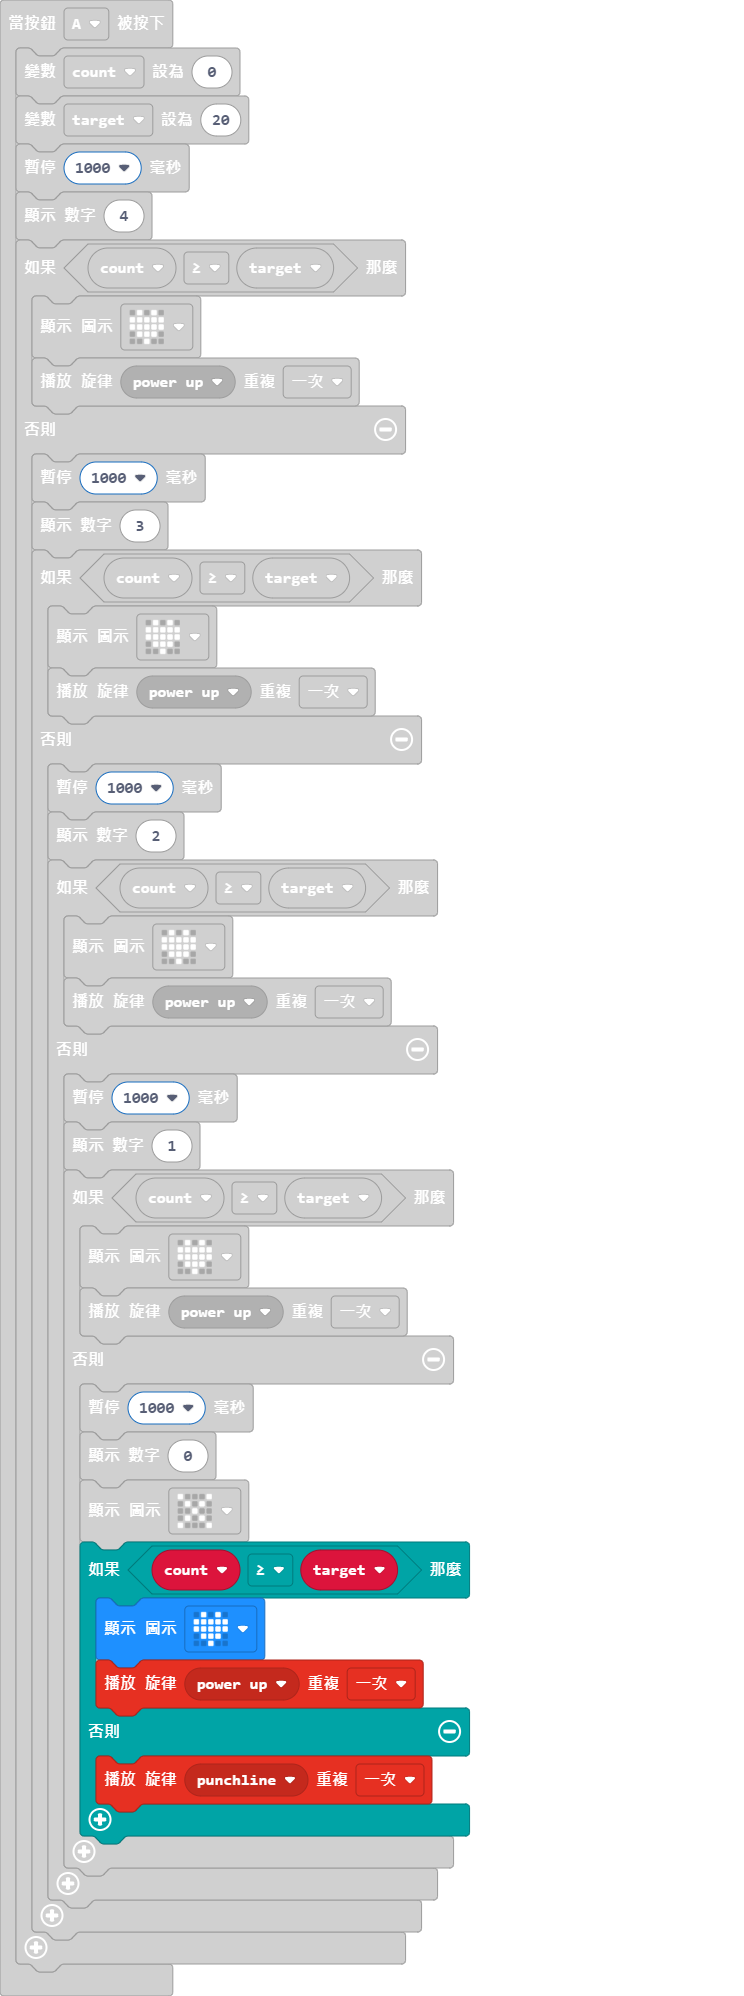 當按鈕 A 被按下
變數 count 設為 0
變數 target 設為 20
暫停 1000 毫秒
顯示 數字 4
如果 count ≥ target 那麼
顯示 圖示
播放 旋律 power up 重複 一次
否則
暫停 1000 毫秒
顯示 數字 3
如果 count ≥ target 那麼
顯示 圖示
播放 旋律 power up 重複 一次
否則
暫停 1000 毫秒
顯示 數字 2
如果 count ≥ target 那麼
顯示 圖示
播放 旋律 power up 重複 一次
否則
暫停 1000 毫秒
顯示 數字 1
如果 count ≥ target 那麼
顯示 圖示
播放 旋律 power up 重複 一次
否則
暫停 1000 毫秒
顯示 數字 0
顯示 圖示
如果 count ≥ target 那麼
顯示 圖示
播放 旋律 power up 重複 一次
否則
播放 旋律 punchline 重複 一次